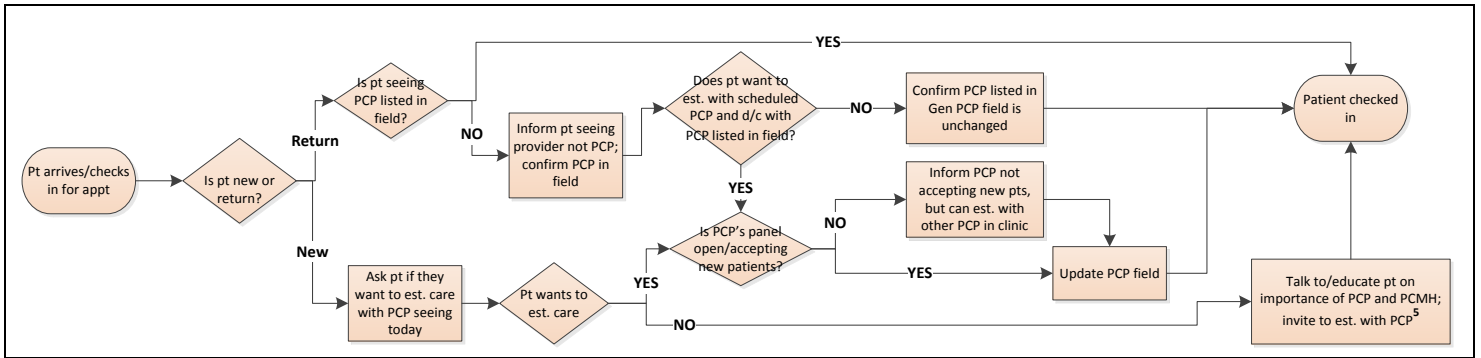 YES
Is pt seeing
PCP listed in
field?
Does pt want to
est. with scheduled
PCP and d/c with
PCP listed in field?
NO
Confirm PCP listed in
Gen PCP field is
unchanged
Patient checked
in
Return
NO
Inform pt seeing
provider not PCP;
confirm PCP in
field
Pt arrives/checks
in for appt
Is pt new or
return?
YES
Inform PCP not
accepting new pts,
but can est. with
other PCP in clinic
NO
Is PCP's panel
open/accepting
new patients?
New
YES
YES
Update PCP field
Ask pt if they
want to est. care
with PCP seeing
today
Pt wants to
est. care
NO
Talk to/educate pt on
importance of PCP and PCMH;
invite to est. with PCP5